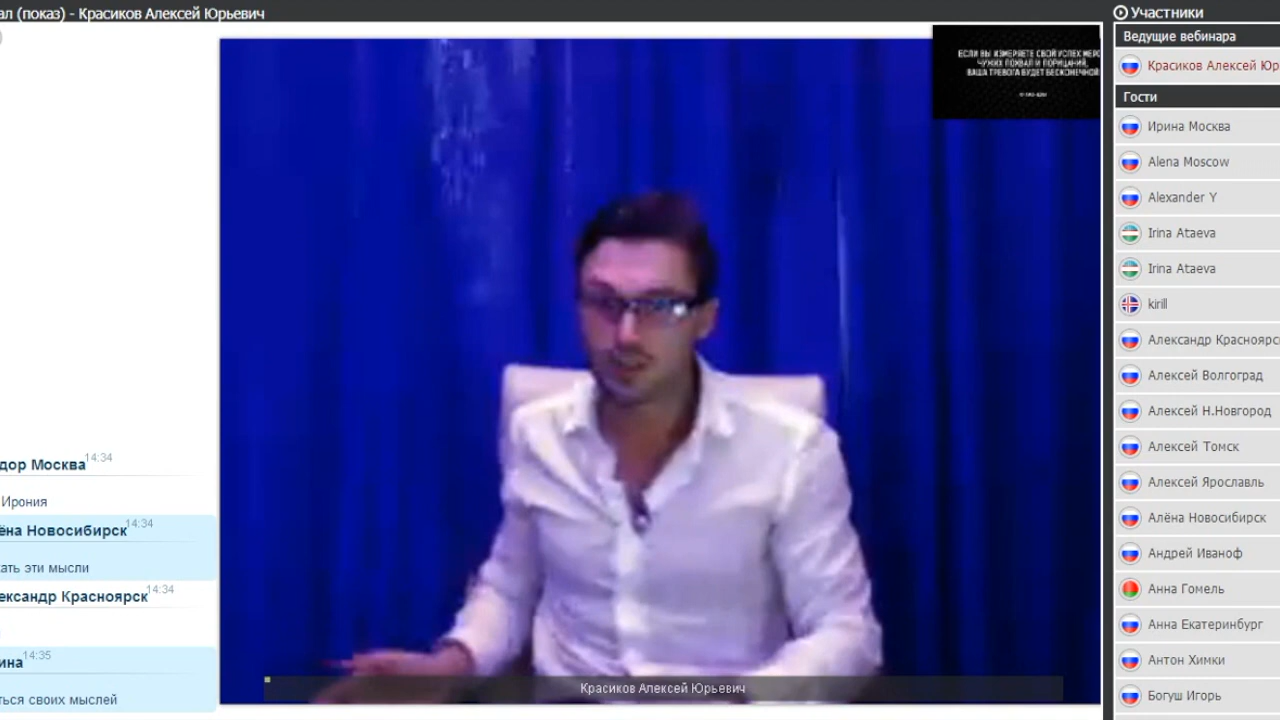 ал (показ) - Красиков Алексей Юрьевич
ЕСЛИ ВЫ ИЗМЕРЯЕТЕ СВОЙ УСПЕХ МЕРО
ЧУЖИХ ПОХВАЛ И ПОРИЦАНИЙ,
ВАША ТРЕВОГА БУДЕТ БЕСКОНЕЧНОЙ
дор Москва 14:34
Ирония
ёна Новосибирск 14:34
ать эти мысли
ександр Красноярск 14:34
ина 14:35
ться своих мыслей
Красиков Алексей Юрьевич
Участники
Ведущие вебинара
Красиков Алексей Юр
Гости
Ирина Москва
Alena Moscow
Alexander Y
Irina Ataeva
Irina Ataeva
kirill
Александр Красноярс
Алексей Волгоград
Алексей Н.Новгород
Алексей Томск
Алексей Ярославль
Алёна Новосибирск
Андрей Иваноф
Анна Гомель
Анна Екатеринбург
Антон Химки
Богуш Игорь